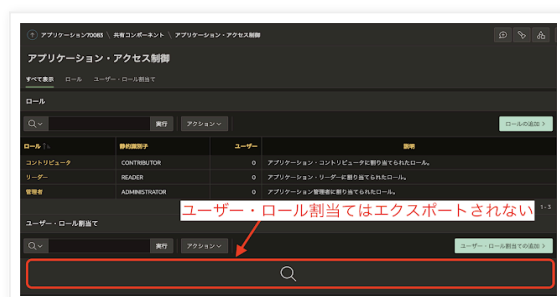 アプリケーション70083 \ 共有コンポーネント \ アプリケーション・アクセス制御
アプリケーション・アクセス制御
すべて表示 ロール ユーザー・ロール割当て
ロール
実行 アクション ロールの追加 >
ロール 静的識別子 ユーザー 説明
コントリビュータ CONTRIBUTOR 0 アプリケーション・コントリビュータに割り当てられたロール。
リーダー READER 0 アプリケーション・リーダーに割り当てられたロール。
管理者 ADMINISTRATOR 0 アプリケーション管理者に割り当てられたロール。
1 - 3
ユーザー・ロール割当てはエクスポートされない
ユーザー・ロール割当て
実行 アクション ユーザー・ロール割当ての追加 >